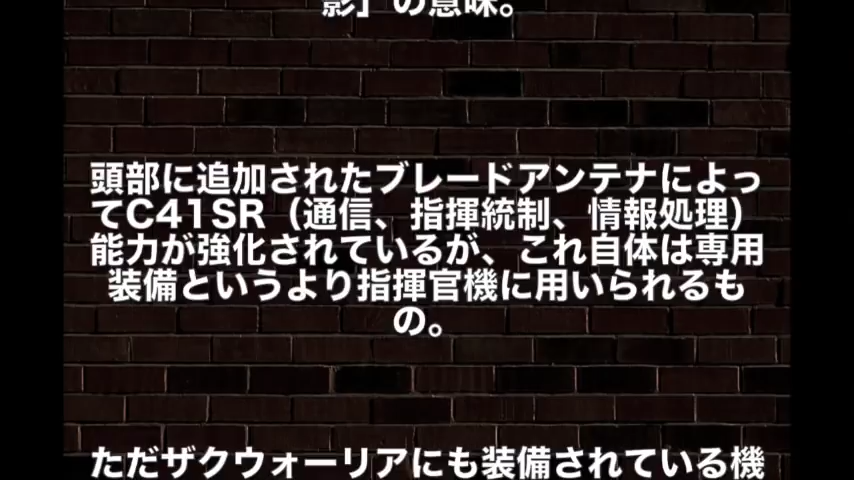 影」の意味。
頭部に追加されたブレードアンテナによっ
てC41SR（通信、指揮統制、情報処理）
能力が強化されているが、これ自体は専用
装備というより指揮官機に用いられるも
の。
ただザクウォーリアにも装備されている機